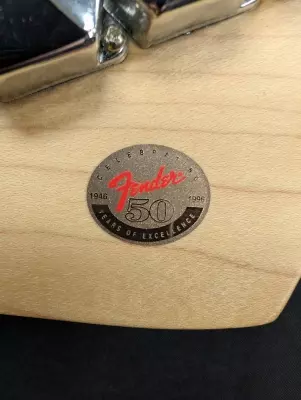 CELEBRATING
Fender
1946 50 1996
YEARS OF EXCELLENCE